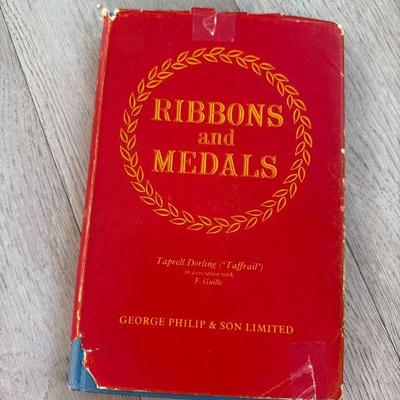 RIBBONS
and
MEDALS
Taprell Dorling ("Taffrail")
in association with
F. Guille
GEORGE PHILIP & SON LIMITED